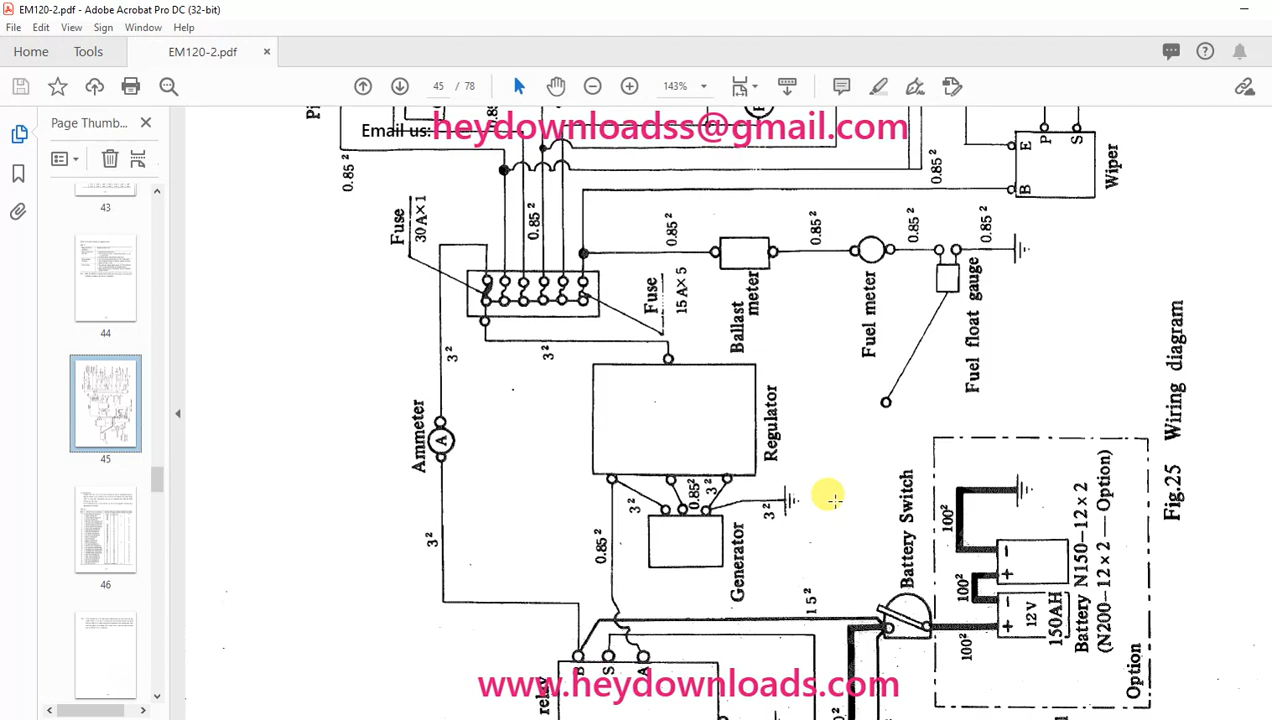 EM120-2.pdf - Adobe Acrobat Pro DC (32-bit)
File Edit View Sign Window Help
Home Tools EM120-2.pdf ×
45 / 78 143%
Page Thumb...
43
44
45
46
Email us: heydownloadss@gmail.com
0.85²
0.85²
E
P
S
B
Wiper
Fuse
30 A×1
0.85²
0.85²
0.85²
0.85²
0.85²
Fuse
15 A×5
Ballast
meter
Fuel meter
Fuel float gauge
3²
3²
Ammeter
A
Regulator
3²
0.85²
3²
3²
3²
0.85²
Generator
Battery Switch
15²
100²
100²
100²
+
-
+
-
12V
150AH
Battery N150-12 x 2
(N200-12 x 2 — Option)
Option
Fig.25 Wiring diagram
B
S
A
relay
www.heydownloads.com